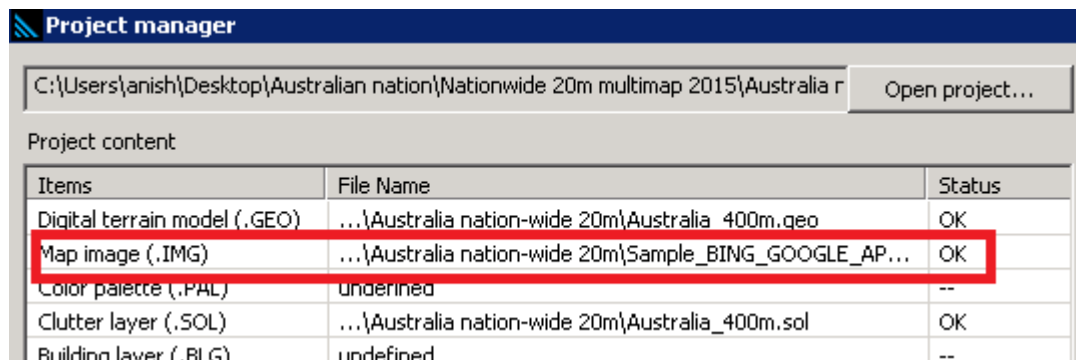 Project manager
C:\Users\anish\Desktop\Australian nation\Nationwide 20m multimap 2015\Australia r Open project...
Project content
Items File Name Status
Digital terrain model (.GEO) ...\Australia nation-wide 20m\Australia_400m.geo OK
Map image (.IMG) ...\Australia nation-wide 20m\Sample_BING_GOOGLE_AP... OK
Color palette (.PAL) undefined --
Clutter layer (.SOL) ...\Australia nation-wide 20m\Australia_400m.sol OK
Building layer (.BLG) undefined --